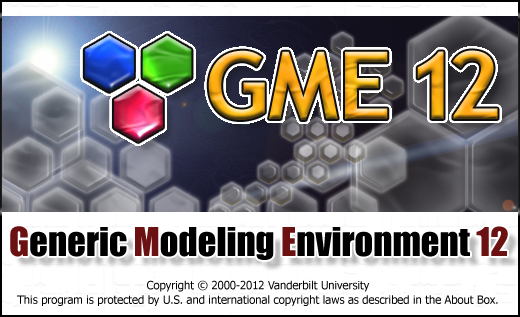 GME 12
Generic Modeling Environment 12
Copyright © 2000-2012 Vanderbilt University
This program is protected by U.S. and international copyright laws as described in the About Box.